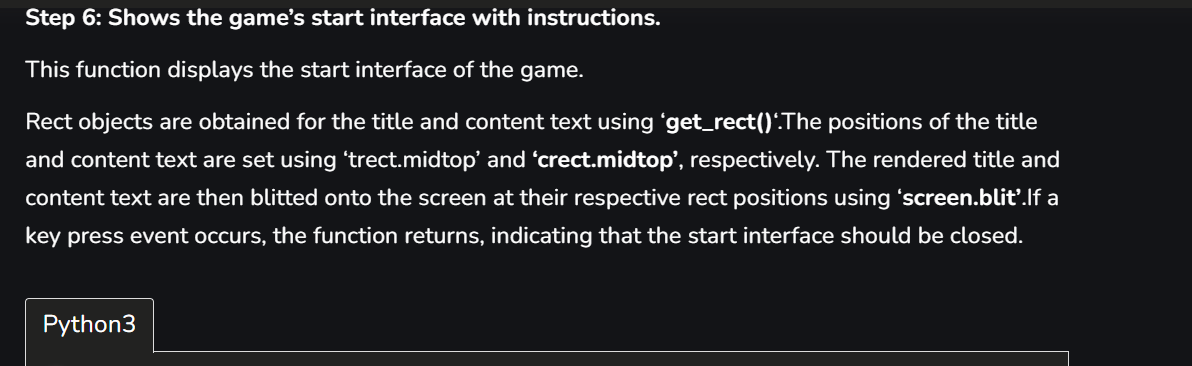 Step 6: Shows the game’s start interface with instructions.
This function displays the start interface of the game.
Rect objects are obtained for the title and content text using ‘get_rect()‘.The positions of the title
and content text are set using ‘trect.midtop’ and ‘crect.midtop’, respectively. The rendered title and
content text are then blitted onto the screen at their respective rect positions using ‘screen.blit’.If a
key press event occurs, the function returns, indicating that the start interface should be closed.
Python3